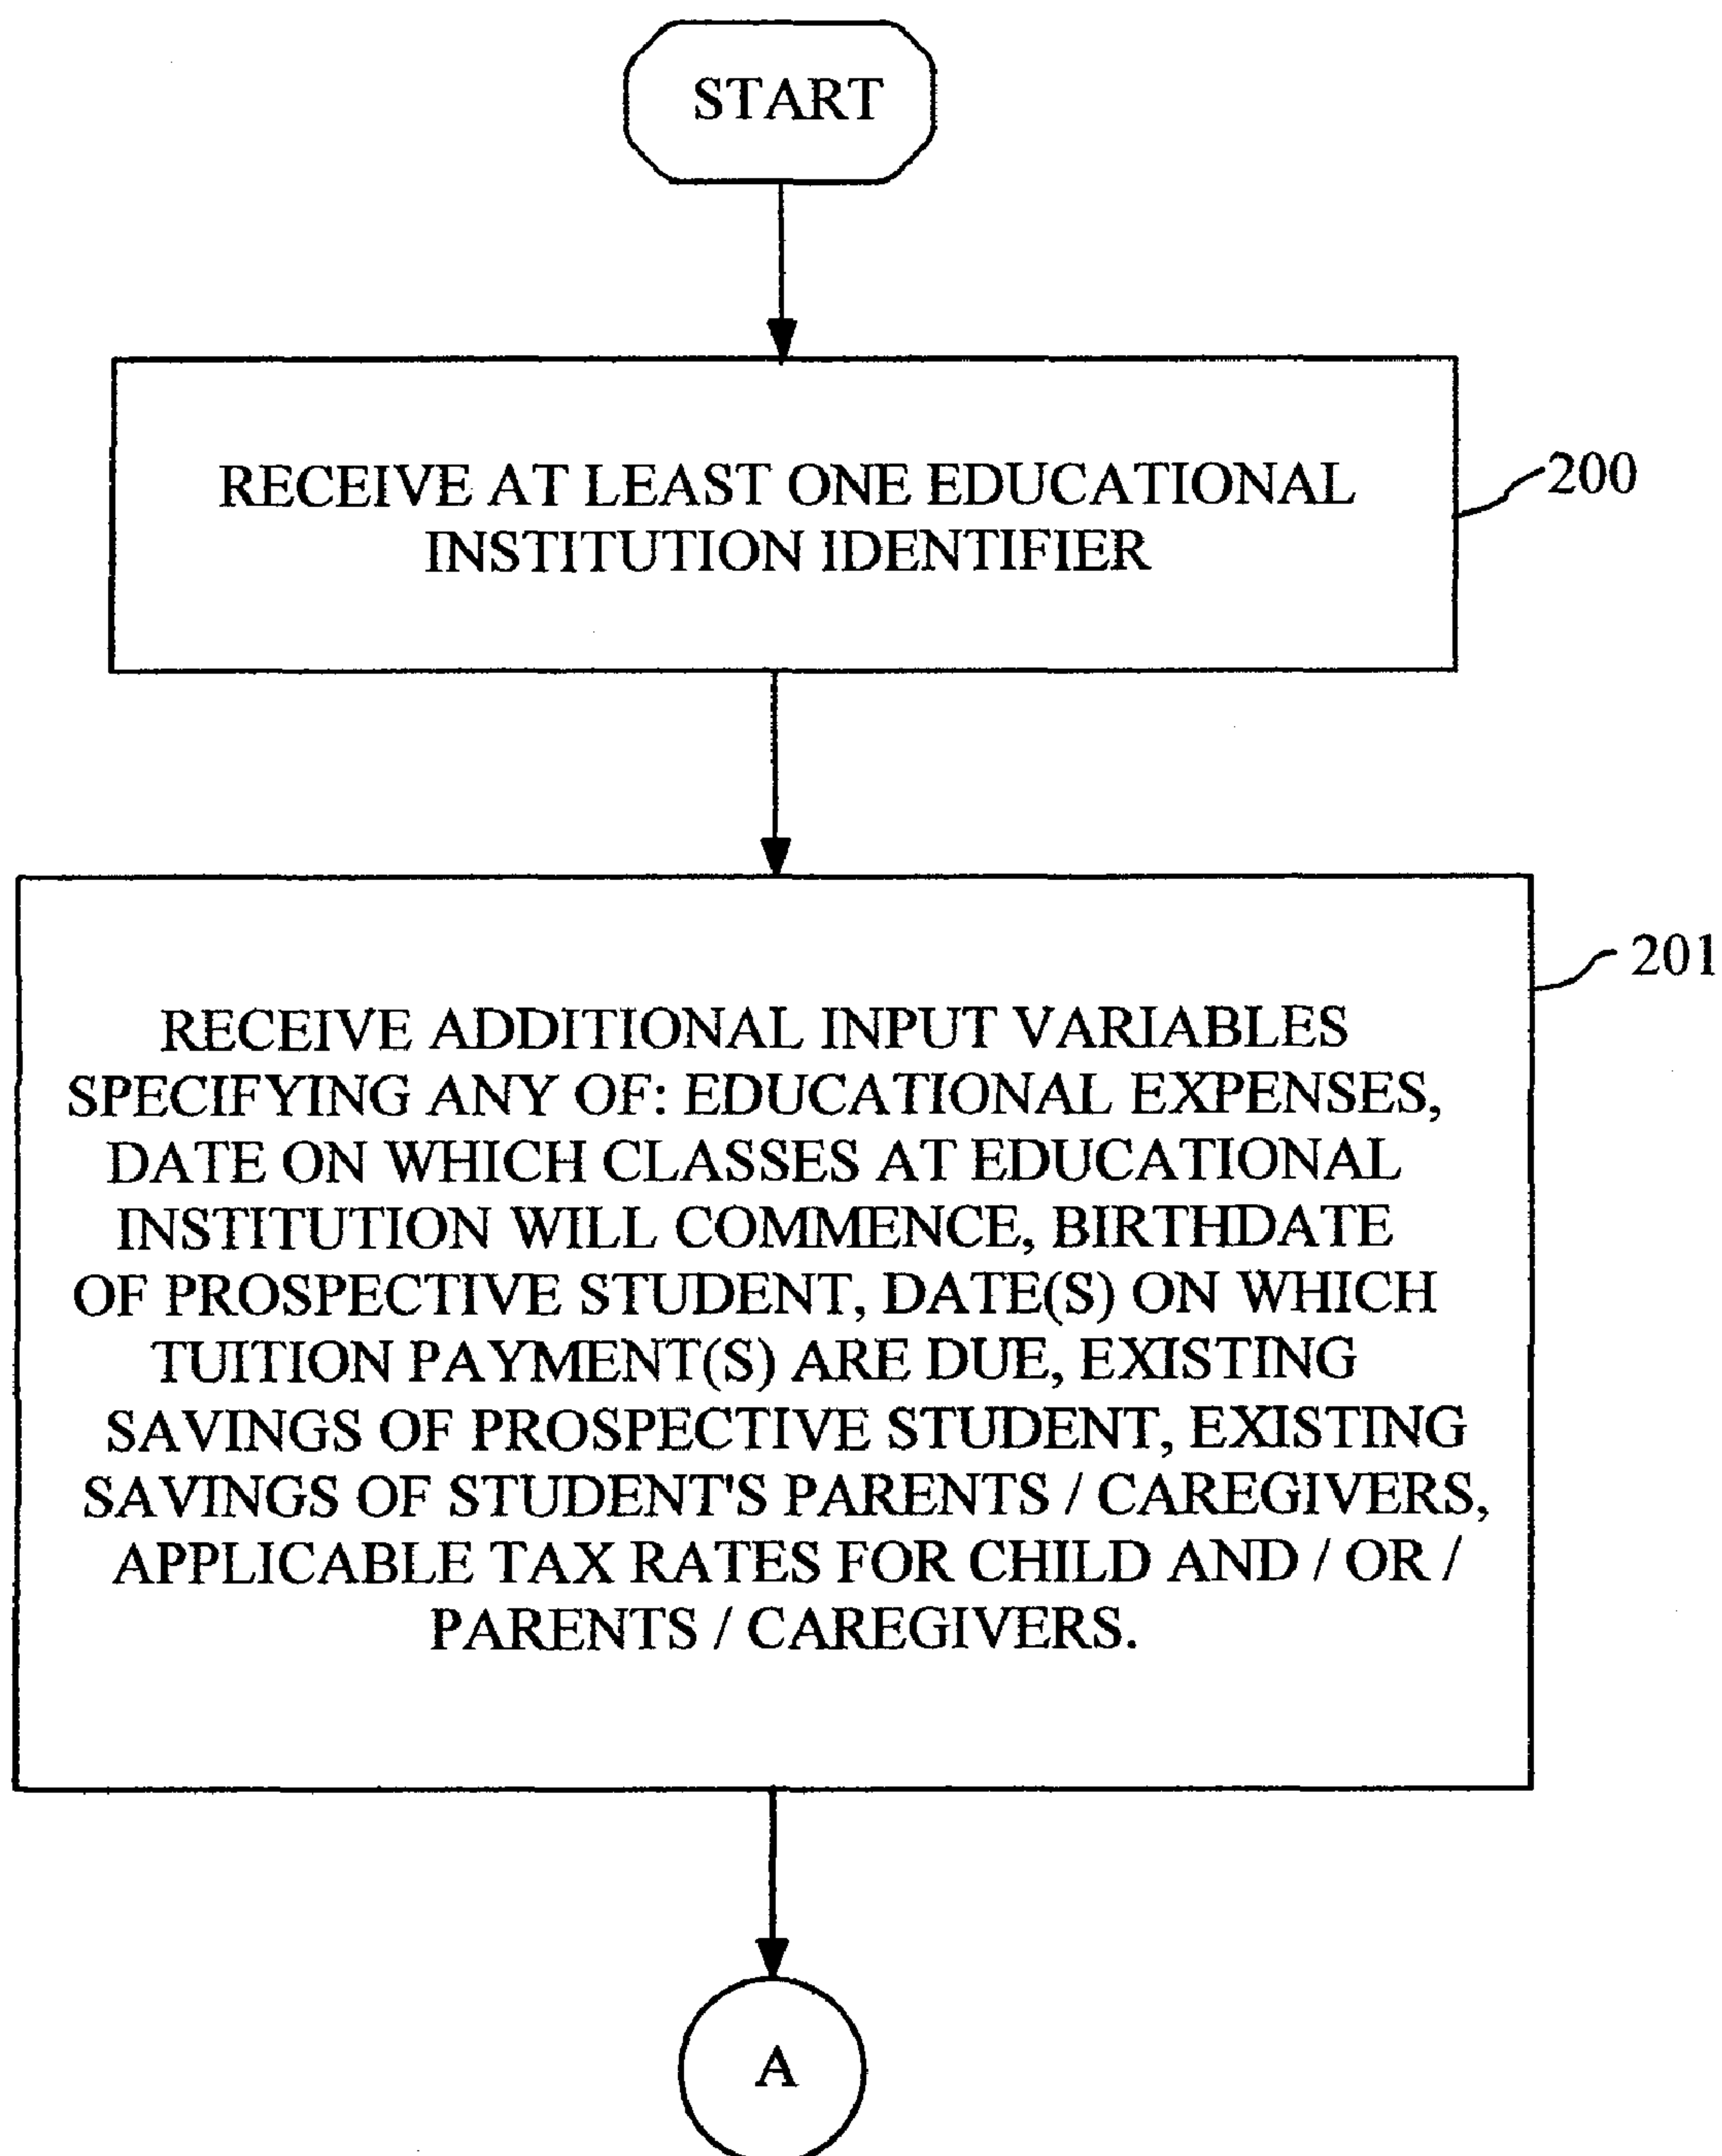 START
RECEIVE AT LEAST ONE EDUCATIONAL
INSTITUTION IDENTIFIER
200
201
RECEIVE ADDITIONAL INPUT VARIABLES
SPECIFYING ANY OF: EDUCATIONAL EXPENSES,
DATE ON WHICH CLASSES AT EDUCATIONAL
INSTITUTION WILL COMMENCE, BIRTHDATE
OF PROSPECTIVE STUDENT, DATE(S) ON WHICH
TUITION PAYMENT(S) ARE DUE, EXISTING
SAVINGS OF PROSPECTIVE STUDENT, EXISTING
SAVINGS OF STUDENT'S PARENTS / CAREGIVERS,
APPLICABLE TAX RATES FOR CHILD AND / OR /
PARENTS / CAREGIVERS.
A